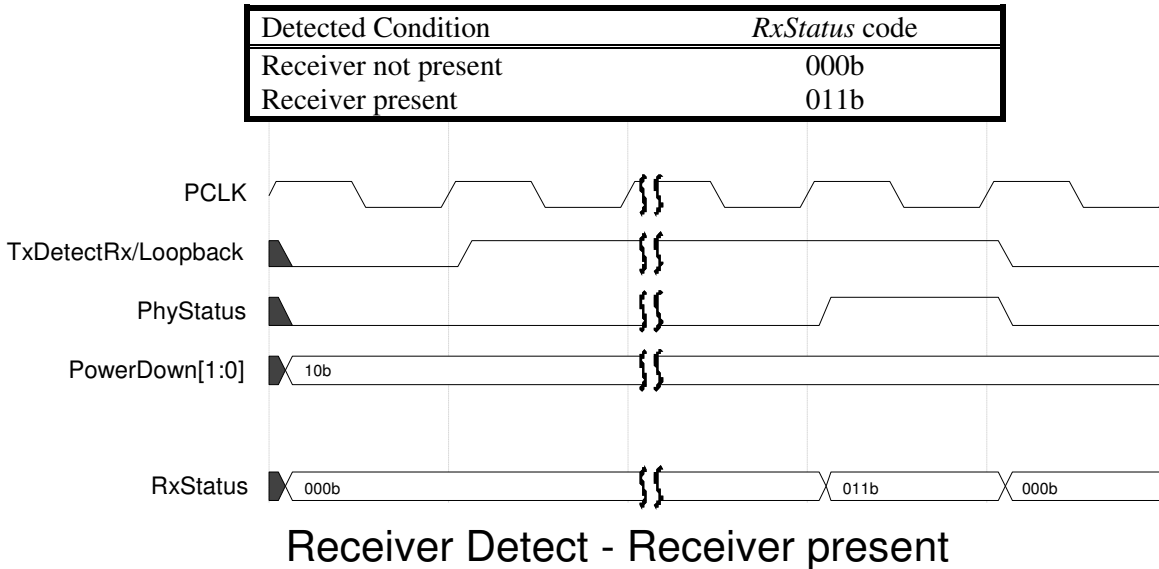 Detected Condition RxStatus code
Receiver not present 000b
Receiver present 011b
PCLK
TxDetectRx/Loopback
PhyStatus
PowerDown[1:0] 10b
RxStatus 000b 011b 000b
Receiver Detect - Receiver present